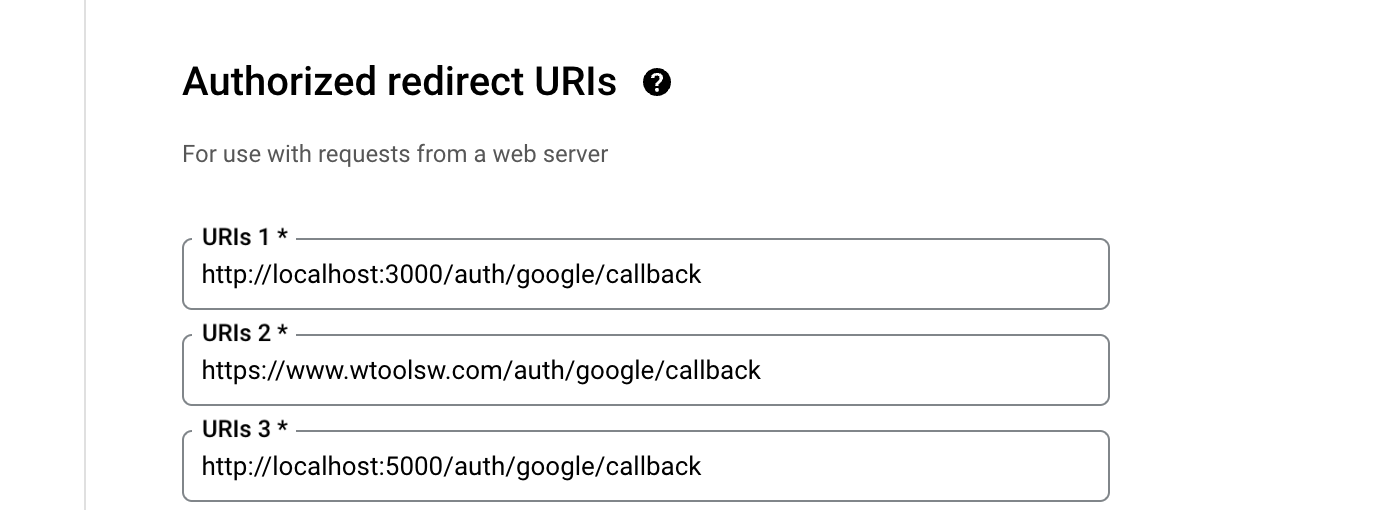 Authorized redirect URIs ?
For use with requests from a web server
URIs 1 *
http://localhost:3000/auth/google/callback
URIs 2 *
https://www.wtoolsw.com/auth/google/callback
URIs 3 *
http://localhost:5000/auth/google/callback